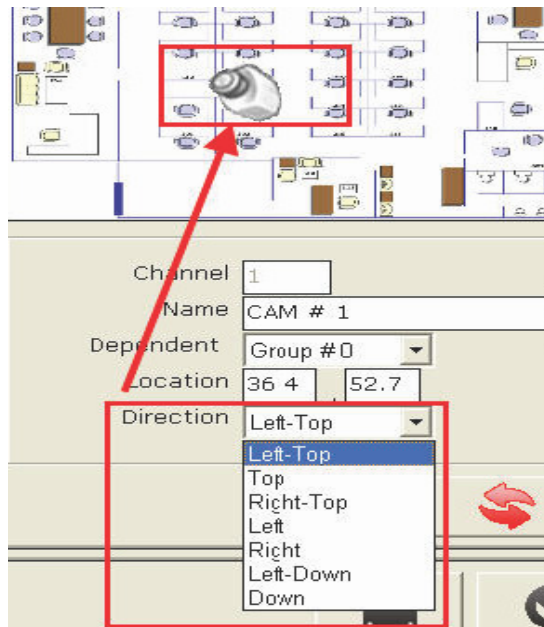 Channel 1
Name CAM # 1
Dependent Group #0
Location 36 4 , 52.7
Direction Left-Top
Left-Top
Top
Right-Top
Left
Right
Left-Down
Down